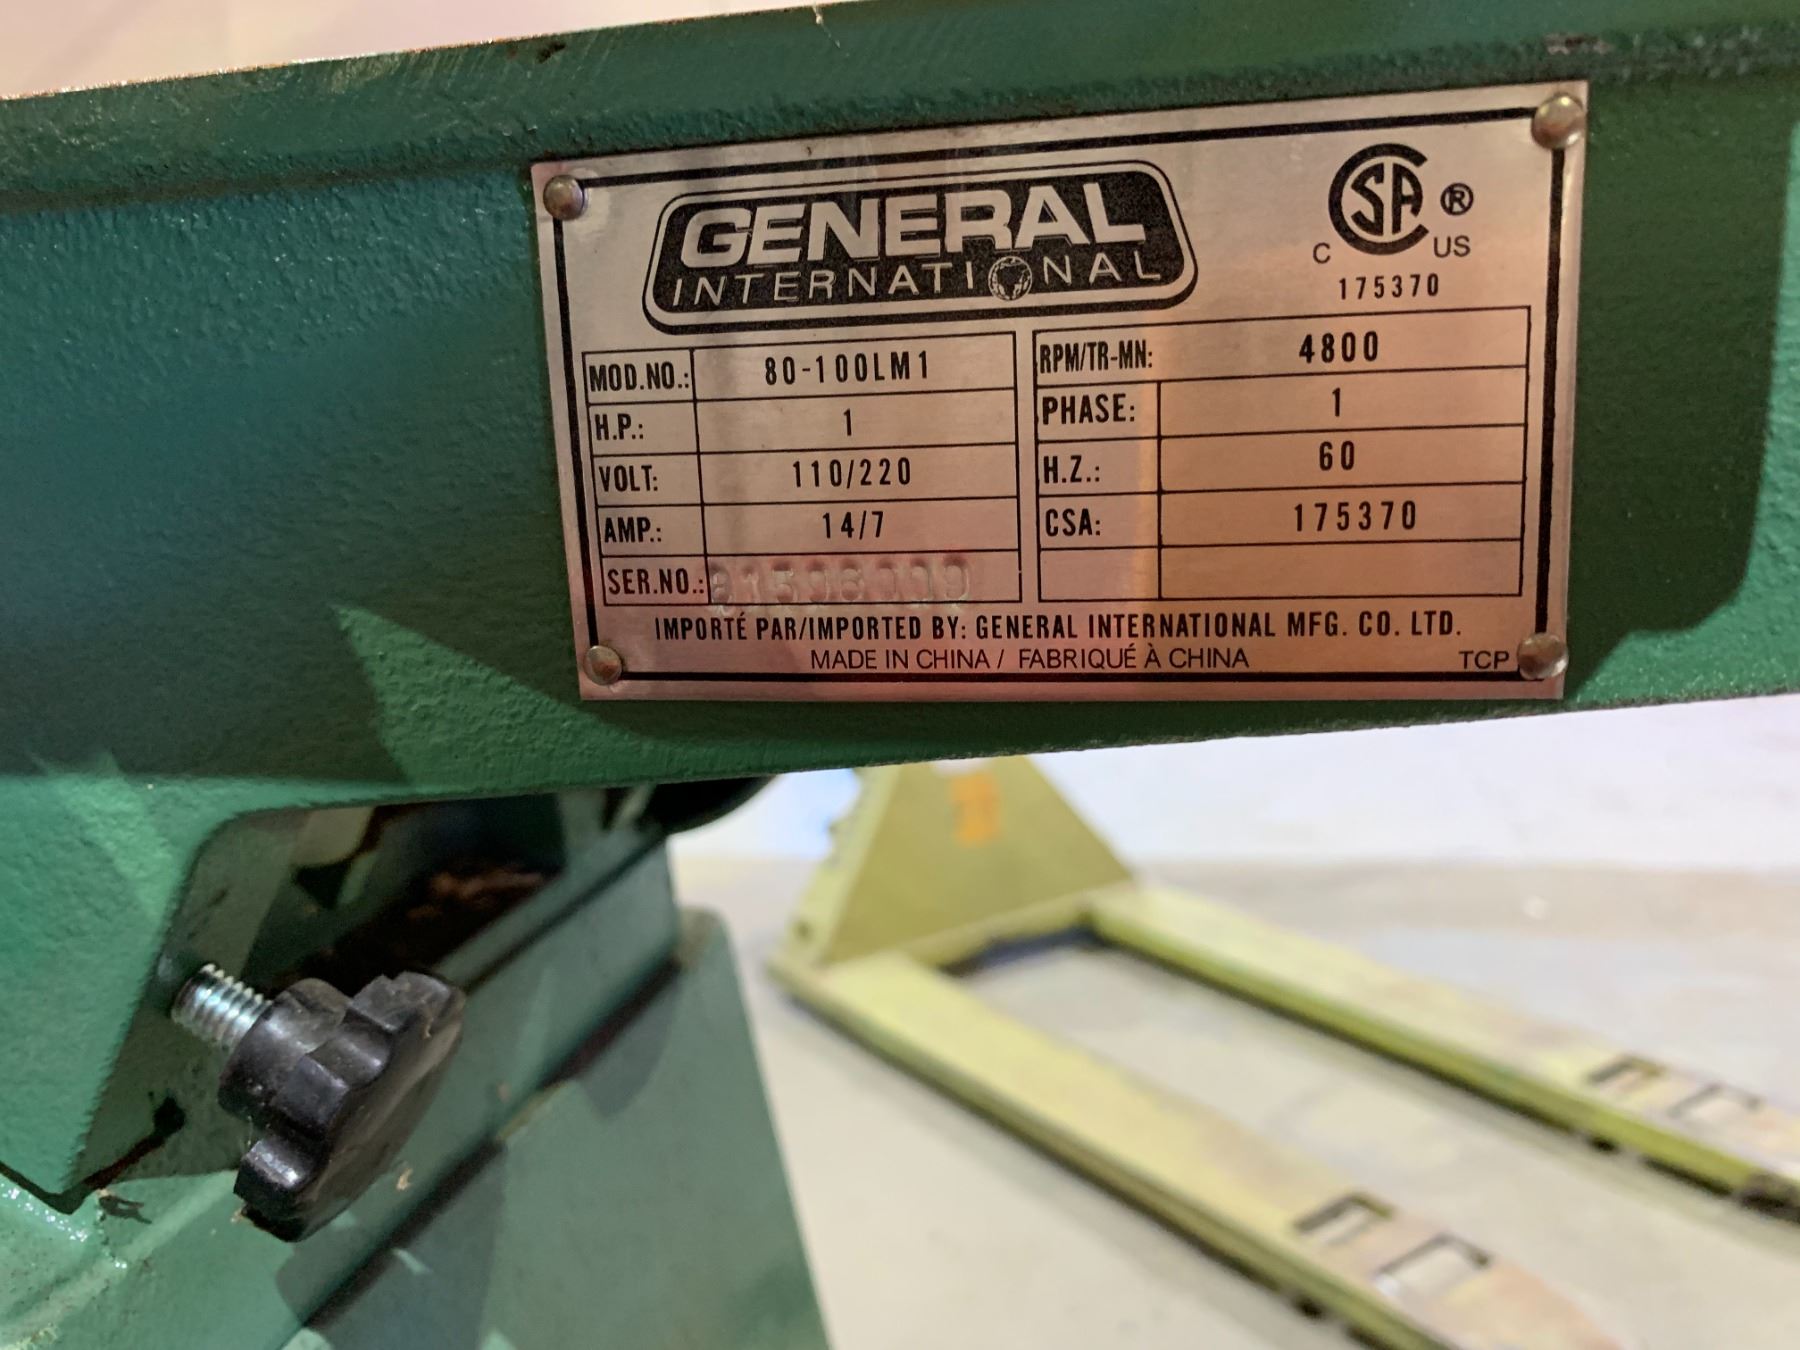 GENERAL
INTERNATIONAL
CSA ®
C US
175370
MOD.NO.: 80-100LM1
H.P.: 1
VOLT: 110/220
AMP.: 14/7
SER.NO.:
RPM/TR-MN: 4800
PHASE: 1
H.Z.: 60
CSA: 175370
IMPORTÉ PAR/IMPORTED BY: GENERAL INTERNATIONAL MFG. CO. LTD.
MADE IN CHINA / FABRIQUÉ À CHINA
TCP